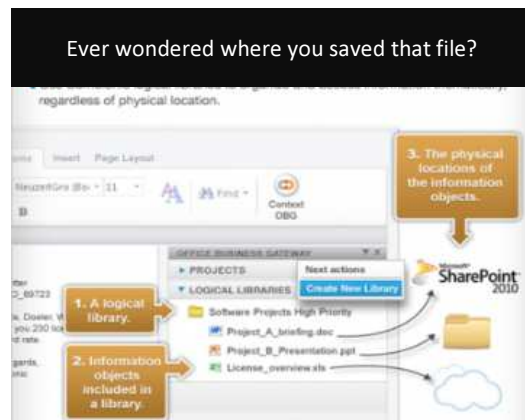 Ever wondered where you saved that file?
regardless of physical location.
Insert Page Layout
11
Find
Context
OBG
B
OFFICE BUSINESS GATEWAY
PROJECTS
Next actions
LOGICAL LIBRARIES
Create New Library
Software Projects High Priority
Project_A_briefing.doc
Project_B_Presentation.ppt
License_overview.xls
1. A logical
library.
2. Information
objects
included in
a library.
3. The physical
locations of
the information
objects.
Microsoft
SharePoint
2010